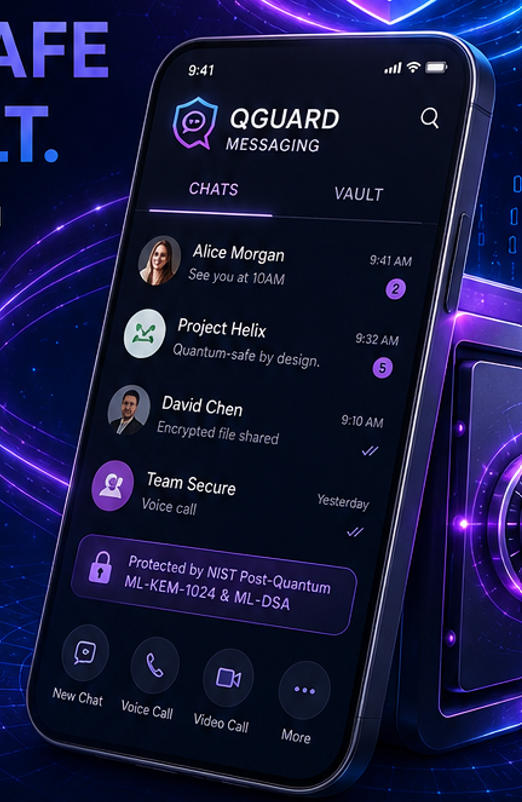 AFE
LT.
9:41
QGUARD
MESSAGING
CHATS
VAULT
Alice Morgan
9:41 AM
See you at 10AM
2
Project Helix
9:32 AM
Quantum-safe by design.
5
David Chen
9:10 AM
Encrypted file shared
Team Secure
Yesterday
Voice call
Protected by NIST Post-Quantum
ML-KEM-1024 & ML-DSA
New Chat
Voice Call
Video Call
More